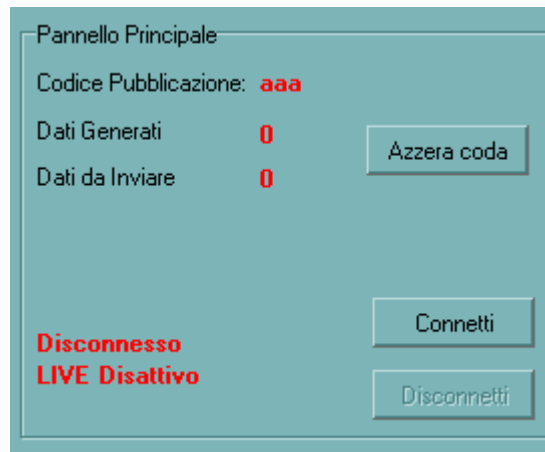 Pannello Principale
Codice Pubblicazione: aaa
Dati Generati 0
Azzera coda
Dati da Inviare 0
Connetti
Disconnesso
LIVE Disattivo
Disconnetti